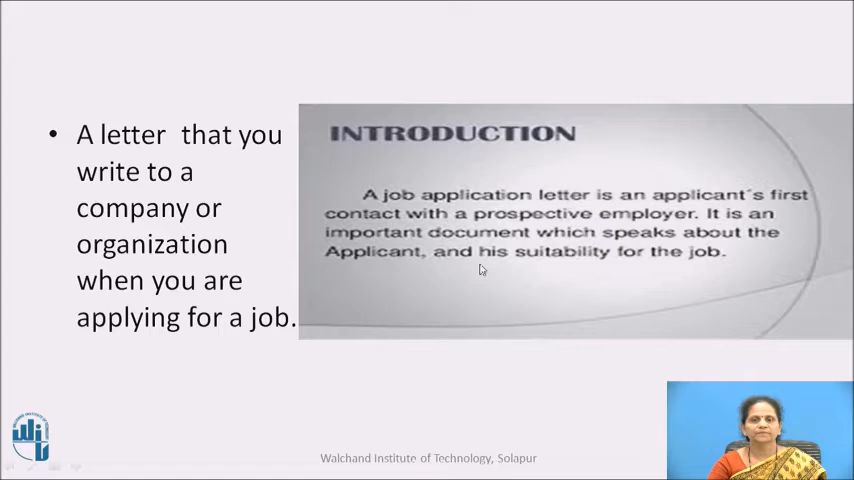 • A letter that you
write to a
company or
organization
when you are
applying for a job.
INTRODUCTION
A job application letter is an applicant´s first
contact with a prospective employer. It is an
important document which speaks about the
Applicant, and his suitability for the job.
Walchand Institute of Technology, Solapur